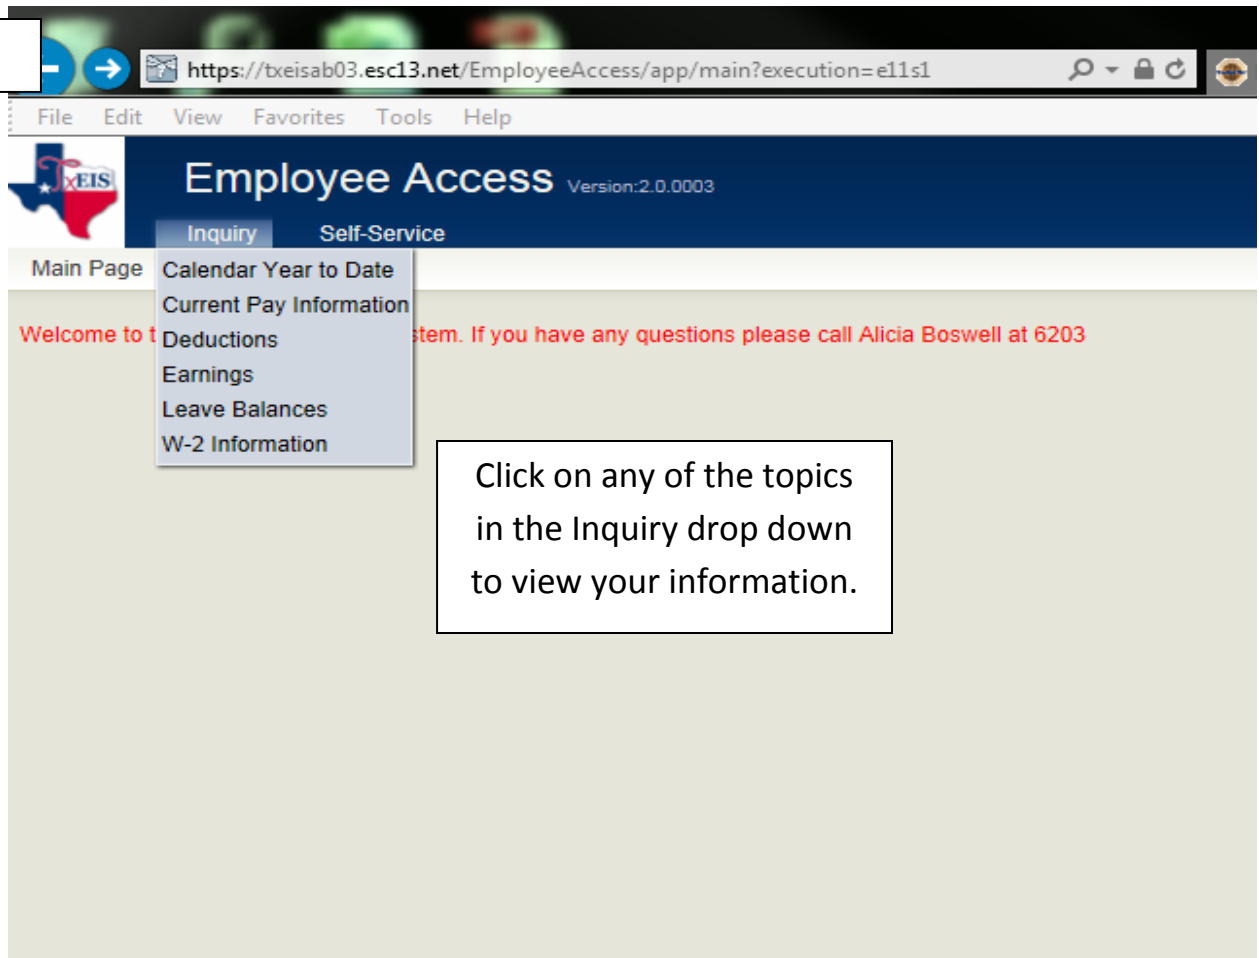 https://txeisab03.esc13.net/EmployeeAccess/app/main?execution=e11s1
File Edit View Favorites Tools Help
TxEIS
Employee Access Version:2.0.0003
Inquiry Self-Service
Main Page
Calendar Year to Date
Current Pay Information
Deductions
Earnings
Leave Balances
W-2 Information
Welcome to t stem. If you have any questions please call Alicia Boswell at 6203
Click on any of the topics
in the Inquiry drop down
to view your information.